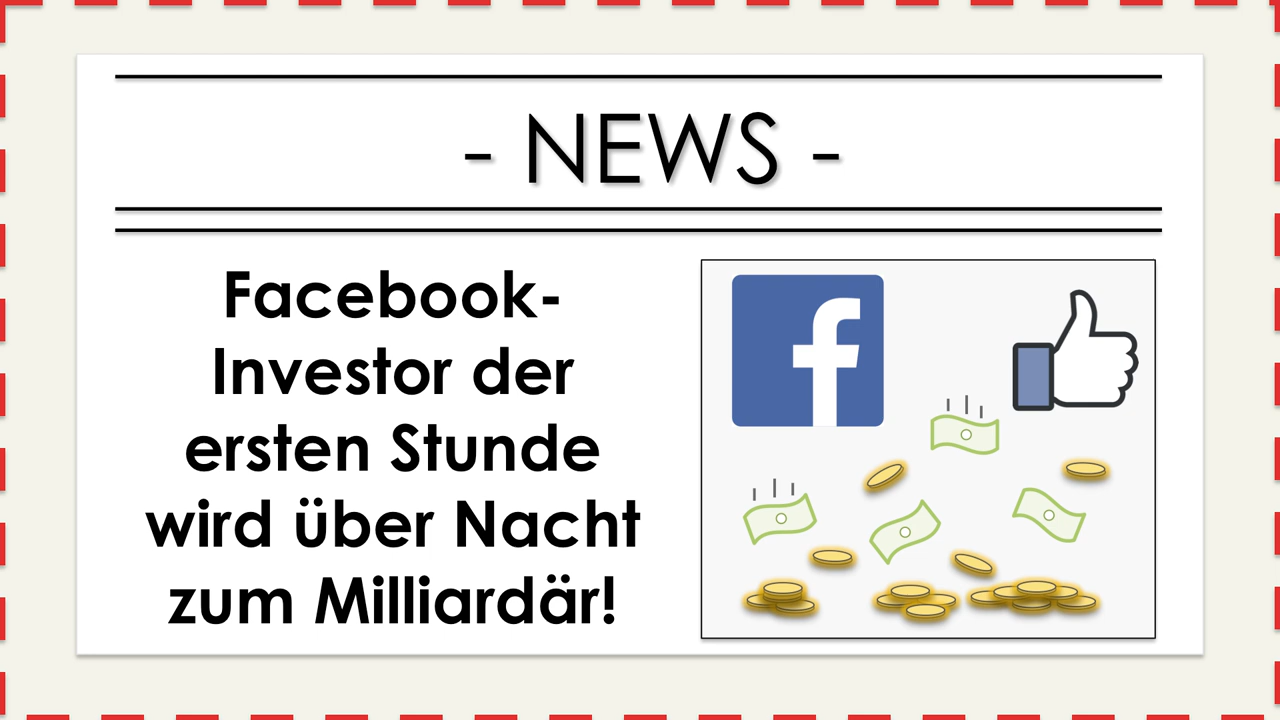 - NEWS -
Facebook-
Investor der
ersten Stunde
wird über Nacht
zum Milliardär!
f